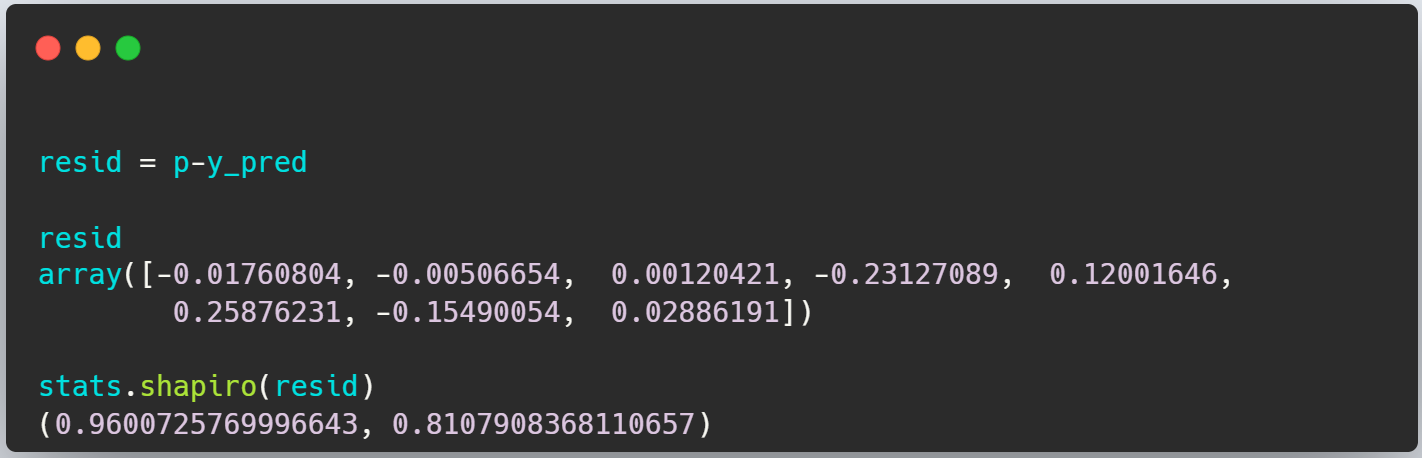 resid = p-y_pred
resid
array([-0.01760804, -0.00506654,  0.00120421, -0.23127089,  0.12001646,
        0.25876231, -0.15490054,  0.02886191])
stats.shapiro(resid)
(0.9600725769996643, 0.8107908368110657)